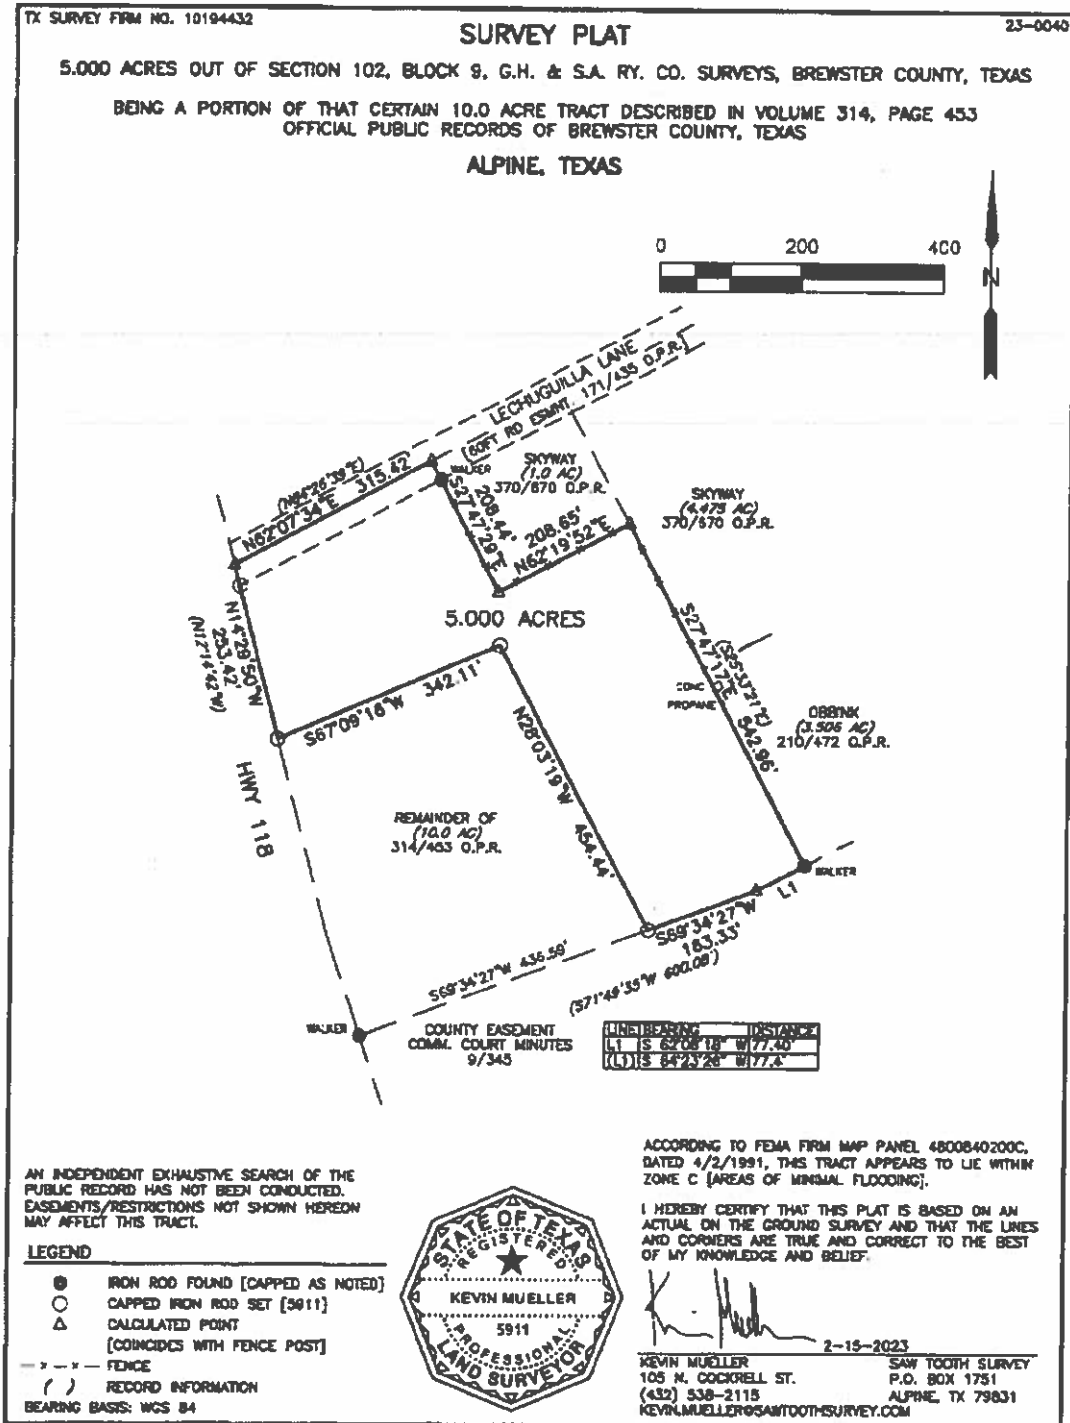 TX SURVEY FIRM NO. 10194432
23-0040
SURVEY PLAT
5.000 ACRES OUT OF SECTION 102, BLOCK 9, G.H. & S.A. RY. CO. SURVEYS, BREWSTER COUNTY, TEXAS
BEING A PORTION OF THAT CERTAIN 10.0 ACRE TRACT DESCRIBED IN VOLUME 314, PAGE 453
OFFICIAL PUBLIC RECORDS OF BREWSTER COUNTY, TEXAS
ALPINE, TEXAS
0 200 400
N
LECHUGUILLA LANE
[60FT RD ESMNT. 171/435 O.P.R.]
(N64°26'39"E)
N62°07'34"E 315.42'
WALKER
SKYWAY
(1.0 AC)
370/670 O.P.R.
208.44'
S27°47'29"E
208.65'
N62°19'52"E
SKYWAY
(4.475 AC)
370/670 O.P.R.
5.000 ACRES
N14°29'50"W
253.42'
(N12°14'42"W)
S67°09'18"W 342.11'
S27°47'17"E 542.96'
(S25°33'21"E)
CONC
PROPANE
OBBINK
(3.506 AC)
210/472 O.P.R.
N28°03'19"W 454.44'
HWY 118
REMAINDER OF
(10.0 AC)
314/453 O.P.R.
WALKER
L1
S69°34'27"W
183.33'
S69°34'27"W 436.59'
(S71°49'35"W 600.08')
WALKER
COUNTY EASEMENT
COMM. COURT MINUTES
9/345
LINE BEARING DISTANCE
L1 S 62°08'18" W 77.40'
(L1) S 64°23'26" W 77.4'
AN INDEPENDENT EXHAUSTIVE SEARCH OF THE
PUBLIC RECORD HAS NOT BEEN CONDUCTED.
EASEMENTS/RESTRICTIONS NOT SHOWN HEREON
MAY AFFECT THIS TRACT.
LEGEND
IRON ROD FOUND [CAPPED AS NOTED]
CAPPED IRON ROD SET [5911]
CALCULATED POINT
[COINCIDES WITH FENCE POST]
FENCE
( ) RECORD INFORMATION
BEARING BASIS: WGS 84
STATE OF TEXAS
REGISTERED
KEVIN MUELLER
5911
PROFESSIONAL
LAND SURVEYOR
ACCORDING TO FEMA FIRM MAP PANEL 4800840200C,
DATED 4/2/1991, THIS TRACT APPEARS TO LIE WITHIN
ZONE C [AREAS OF MINIMAL FLOODING].
I HEREBY CERTIFY THAT THIS PLAT IS BASED ON AN
ACTUAL ON THE GROUND SURVEY AND THAT THE LINES
AND CORNERS ARE TRUE AND CORRECT TO THE BEST
OF MY KNOWLEDGE AND BELIEF.
2-15-2023
KEVIN MUELLER
105 N. COCKRELL ST.
(432) 538-2115
KEVIN.MUELLER@SAWTOOTHSURVEY.COM
SAW TOOTH SURVEY
P.O. BOX 1751
ALPINE, TX 79831